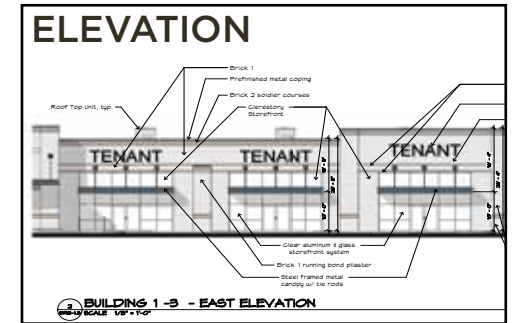 ELEVATION
Brick 1
Prefinished metal coping
Brick 2 soldier courses
Roof Top Unit, typ.
Clerestory
Storefront
TENANT
TENANT
TENANT
Clear aluminum & glass
storefront system
Brick 1 running bond pilaster
Steel framed metal
canopy w/ tie rods
2
BUILDING 1 -3 - EAST ELEVATION
SCALE 1/8" = 1'-0"